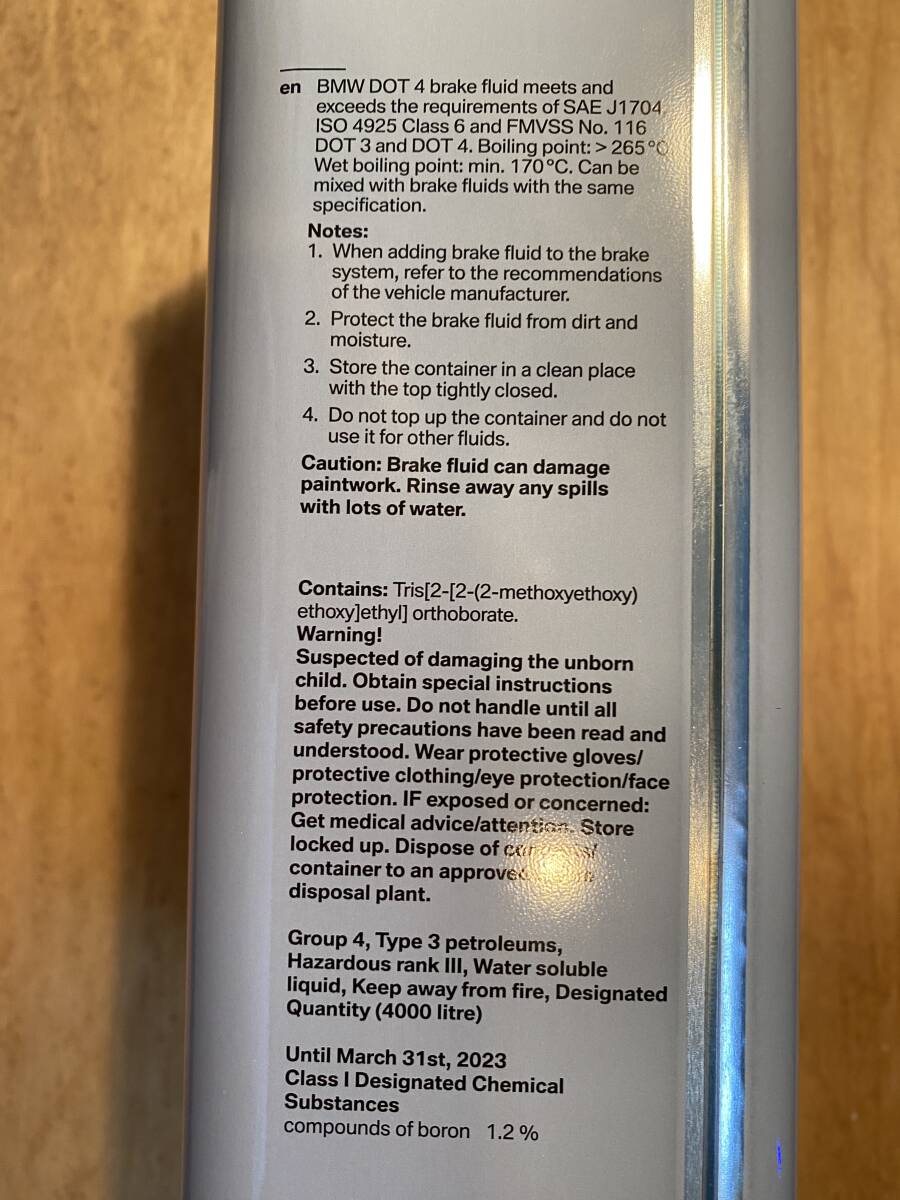 en BMW DOT 4 brake fluid meets and
exceeds the requirements of SAE J1704,
ISO 4925 Class 6 and FMVSS No. 116
DOT 3 and DOT 4. Boiling point: > 265 °C
Wet boiling point: min. 170 °C. Can be
mixed with brake fluids with the same
specification.
Notes:
1. When adding brake fluid to the brake
system, refer to the recommendations
of the vehicle manufacturer.
2. Protect the brake fluid from dirt and
moisture.
3. Store the container in a clean place
with the top tightly closed.
4. Do not top up the container and do not
use it for other fluids.
Caution: Brake fluid can damage
paintwork. Rinse away any spills
with lots of water.
Contains: Tris[2-[2-(2-methoxyethoxy)
ethoxy]ethyl] orthoborate.
Warning!
Suspected of damaging the unborn
child. Obtain special instructions
before use. Do not handle until all
safety precautions have been read and
understood. Wear protective gloves/
protective clothing/eye protection/face
protection. IF exposed or concerned:
Get medical advice/attention. Store
locked up. Dispose of
container to an approved
disposal plant.
Group 4, Type 3 petroleums,
Hazardous rank III, Water soluble
liquid, Keep away from fire, Designated
Quantity (4000 litre)
Until March 31st, 2023
Class I Designated Chemical
Substances
compounds of boron 1.2 %